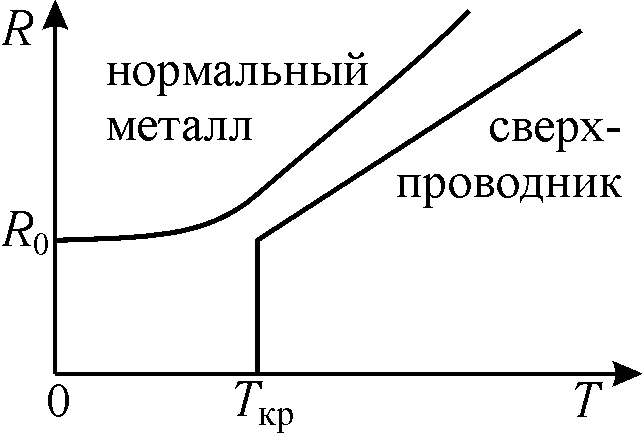 R
нормальный
металл
сверх-
проводник
R₀
0
Tкр
T